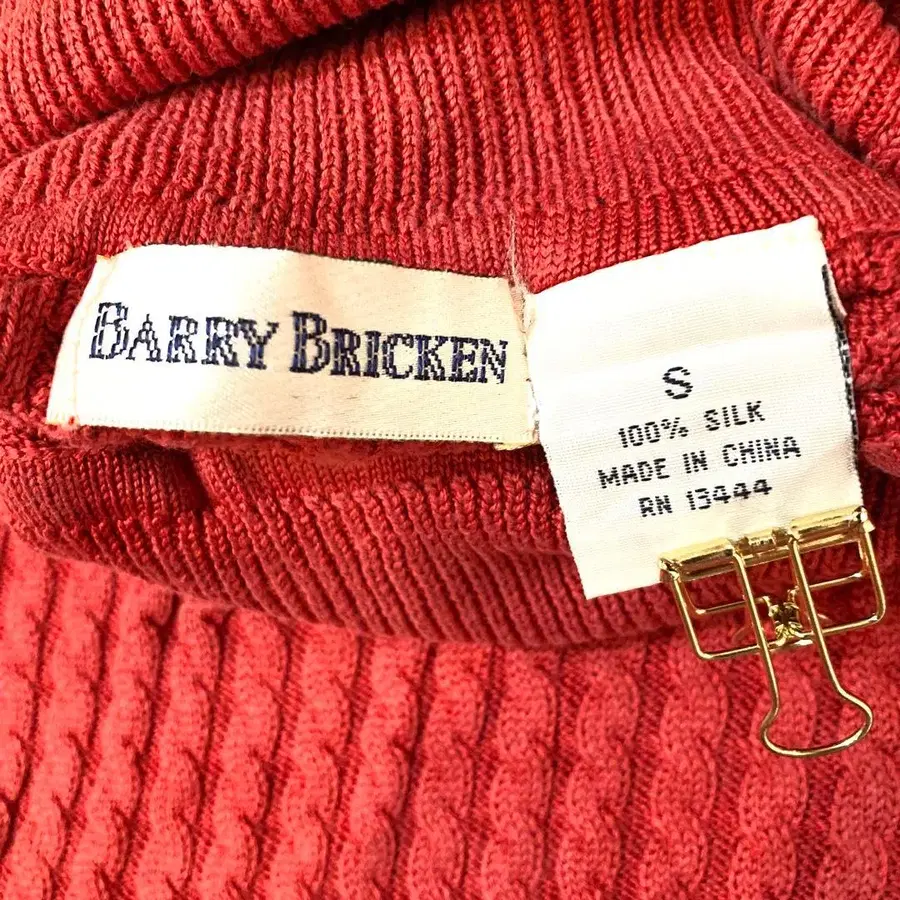 BARRY BRICKEN
S
100% SILK
MADE IN CHINA
RN 13444